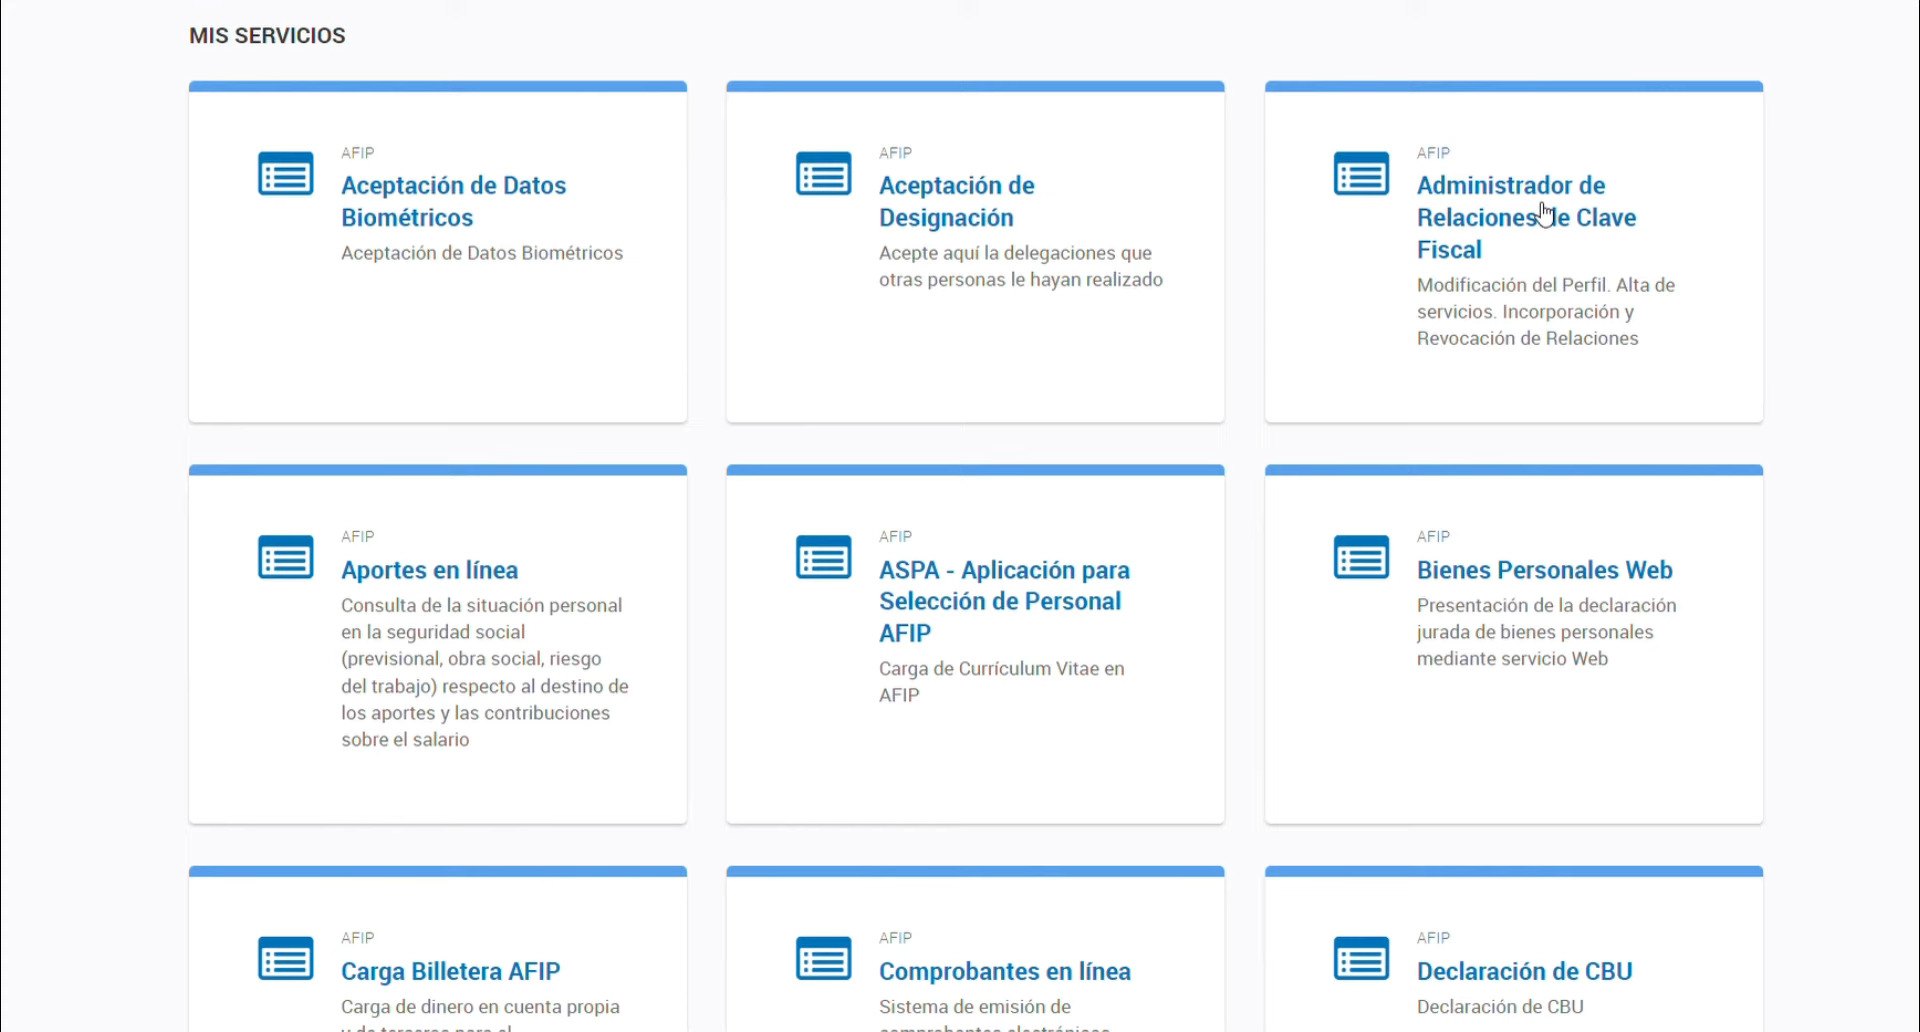 MIS SERVICIOS
AFIP
Aceptación de Datos
Biométricos
Aceptación de Datos Biométricos
AFIP
Aceptación de
Designación
Acepte aquí la delegaciones que
otras personas le hayan realizado
AFIP
Administrador de
Relaciones de Clave
Fiscal
Modificación del Perfil. Alta de
servicios. Incorporación y
Revocación de Relaciones
AFIP
Aportes en línea
Consulta de la situación personal
en la seguridad social
(previsional, obra social, riesgo
del trabajo) respecto al destino de
los aportes y las contribuciones
sobre el salario
AFIP
ASPA - Aplicación para
Selección de Personal
AFIP
Carga de Currículum Vitae en
AFIP
AFIP
Bienes Personales Web
Presentación de la declaración
jurada de bienes personales
mediante servicio Web
AFIP
Carga Billetera AFIP
Carga de dinero en cuenta propia
y de terceros para el
AFIP
Comprobantes en línea
Sistema de emisión de
comprobantes electrónicos
AFIP
Declaración de CBU
Declaración de CBU